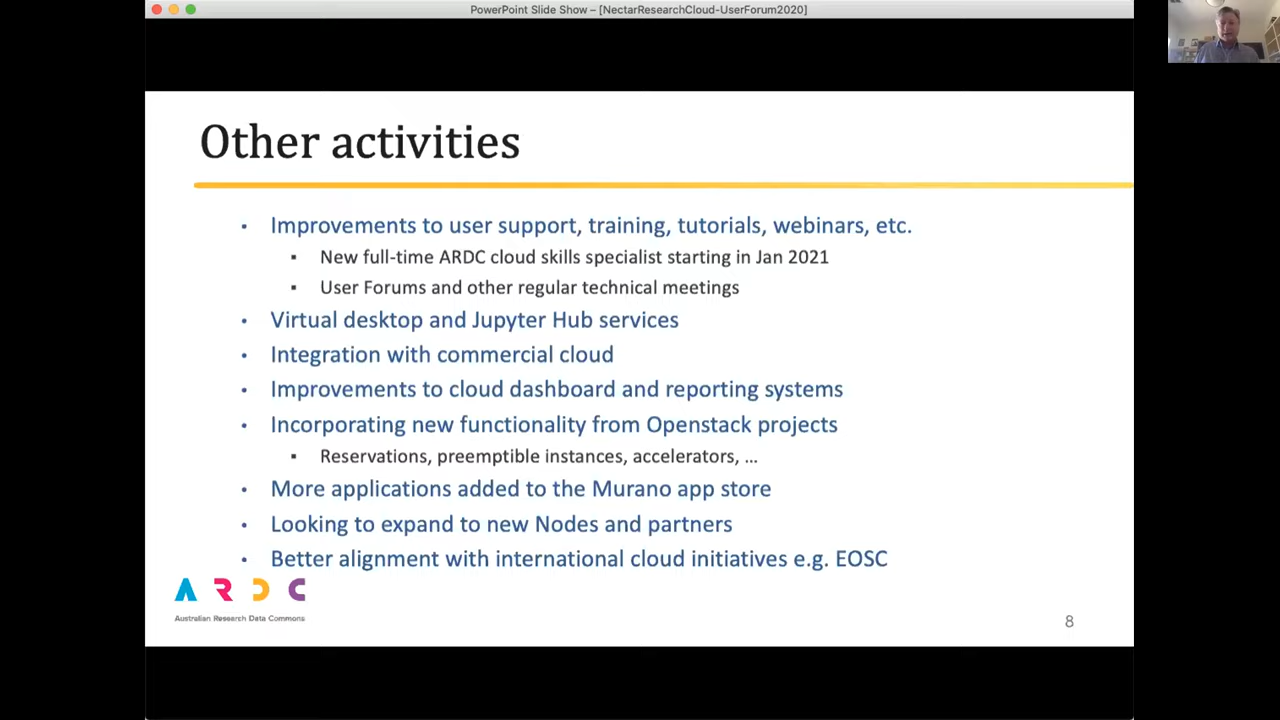 PowerPoint Slide Show – [NectarResearchCloud-UserForum2020]
Other activities
• Improvements to user support, training, tutorials, webinars, etc.
▪ New full-time ARDC cloud skills specialist starting in Jan 2021
▪ User Forums and other regular technical meetings
• Virtual desktop and Jupyter Hub services
• Integration with commercial cloud
• Improvements to cloud dashboard and reporting systems
• Incorporating new functionality from Openstack projects
▪ Reservations, preemptible instances, accelerators, ...
• More applications added to the Murano app store
• Looking to expand to new Nodes and partners
• Better alignment with international cloud initiatives e.g. EOSC
ARDC
Australian Research Data Commons
8